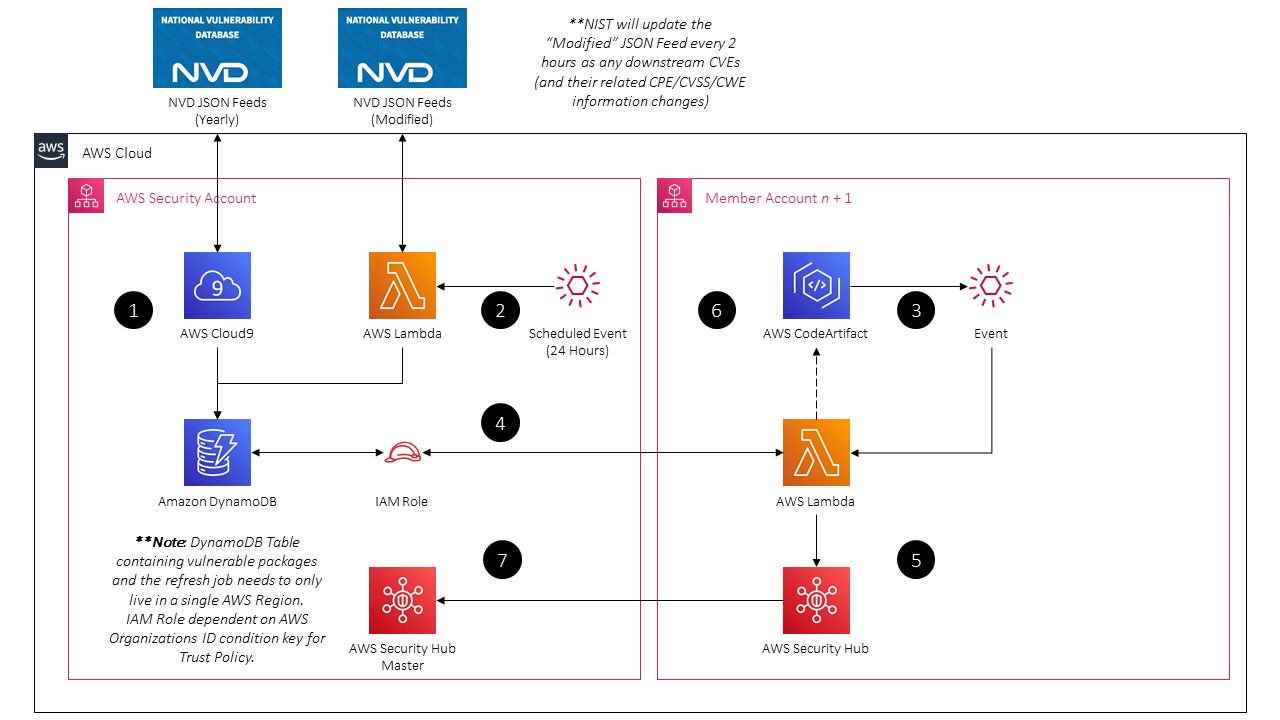 NATIONAL VULNERABILITY
DATABASE
NVD
NVD JSON Feeds
(Yearly)
NATIONAL VULNERABILITY
DATABASE
NVD
NVD JSON Feeds
(Modified)
**NIST will update the
“Modified” JSON Feed every 2
hours as any downstream CVEs
(and their related CPE/CVSS/CWE
information changes)
aws
AWS Cloud
AWS Security Account
Member Account n + 1
1
9
AWS Cloud9
AWS Lambda
2
Scheduled Event
(24 Hours)
6
AWS CodeArtifact
3
Event
4
Amazon DynamoDB
IAM Role
AWS Lambda
**Note: DynamoDB Table
containing vulnerable packages
and the refresh job needs to only
live in a single AWS Region.
IAM Role dependent on AWS
Organizations ID condition key for
Trust Policy.
7
AWS Security Hub
Master
5
AWS Security Hub